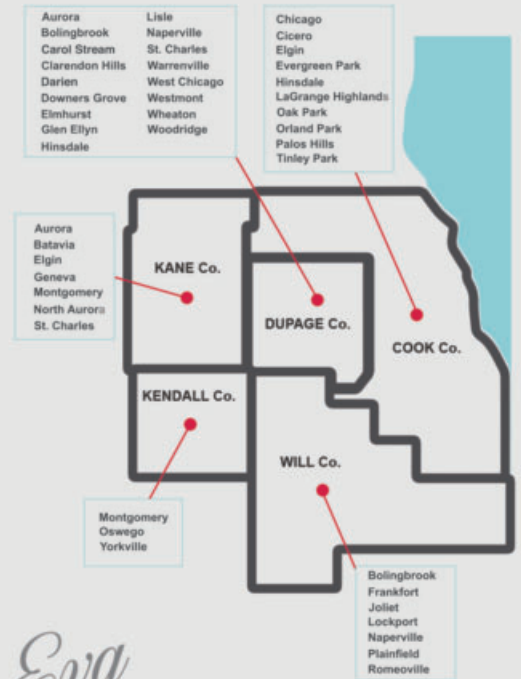 Aurora
Bolingbrook
Carol Stream
Clarendon Hills
Darien
Downers Grove
Elmhurst
Glen Ellyn
Hinsdale
Lisle
Naperville
St. Charles
Warrenville
West Chicago
Westmont
Wheaton
Woodridge
Chicago
Cicero
Elgin
Evergreen Park
Hinsdale
LaGrange Highlands
Oak Park
Orland Park
Palos Hills
Tinley Park
Aurora
Batavia
Elgin
Geneva
Montgomery
North Aurora
St. Charles
KANE Co.
DUPAGE Co.
COOK Co.
KENDALL Co.
WILL Co.
Montgomery
Oswego
Yorkville
Bolingbrook
Frankfort
Joliet
Lockport
Naperville
Plainfield
Romeoville
Eva